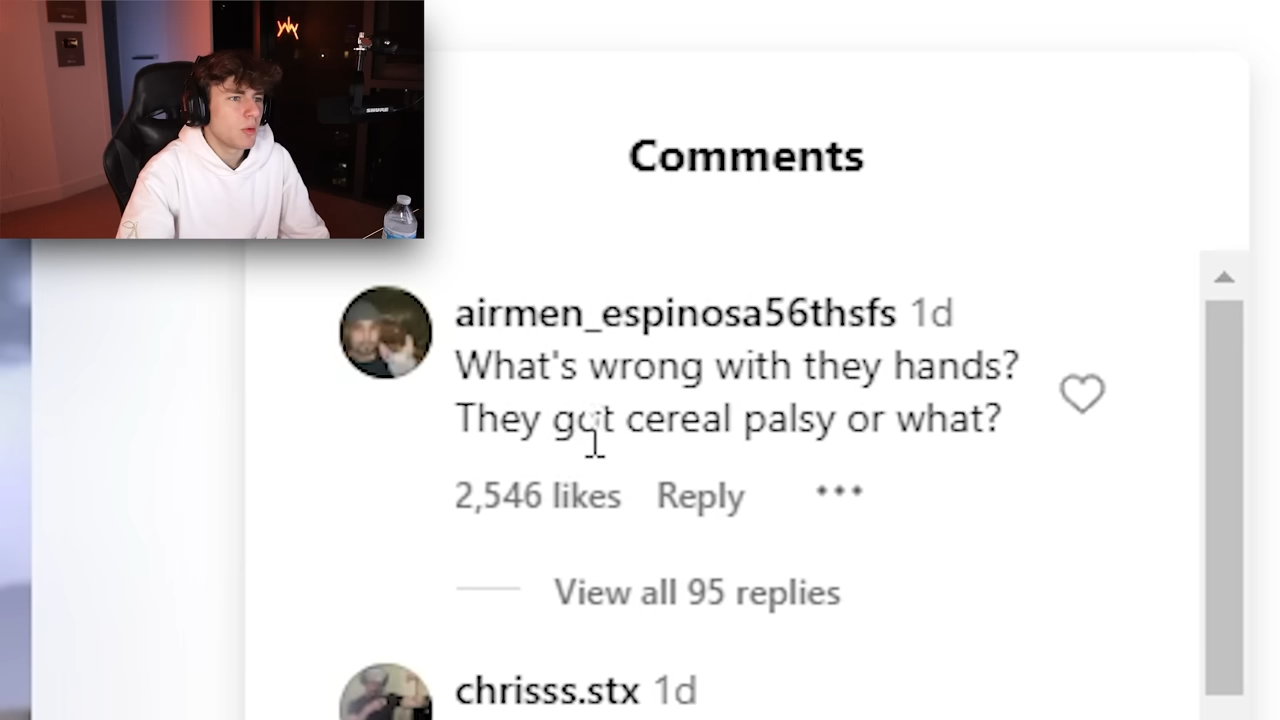 SHURE
Comments
airmen_espinosa56thsfs 1d
What's wrong with they hands?
They got cereal palsy or what?
2,546 likes Reply •••
View all 95 replies
chrisss.stx 1d